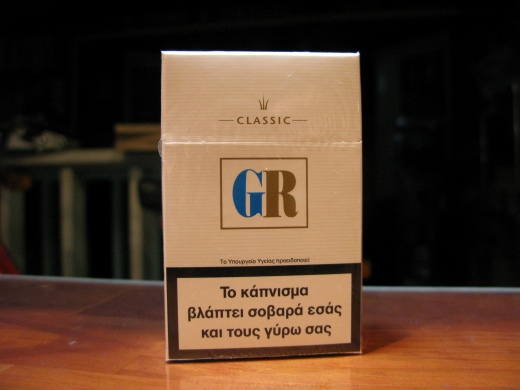 CLASSIC
GR
Το Υπουργείο Υγείας προειδοποιεί:
Το κάπνισμα
βλάπτει σοβαρά εσάς
και τους γύρω σας